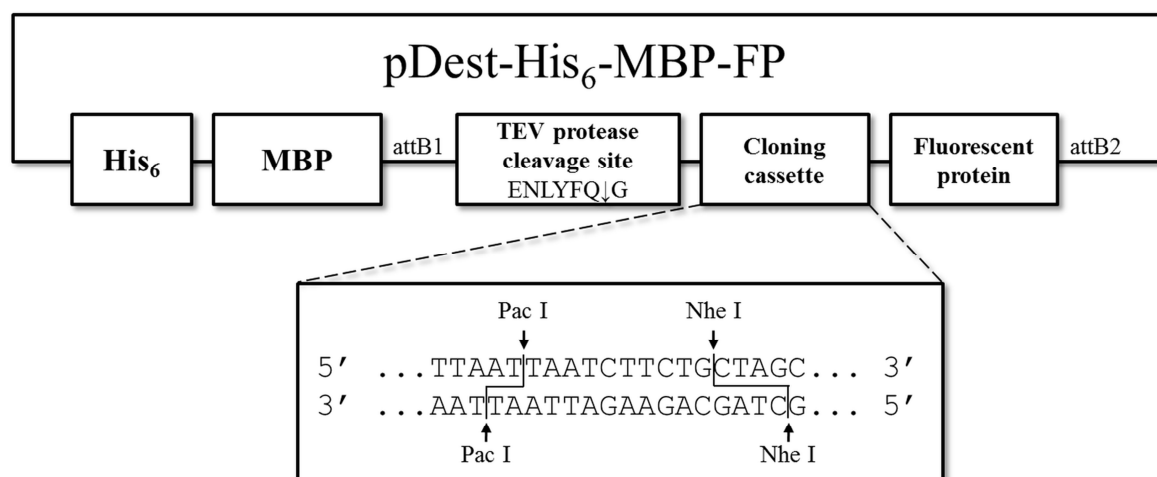 pDest-His₆-MBP-FP
His₆
MBP
attB1
TEV protease
cleavage site
ENLYFQ↓G
Cloning
cassette
Fluorescent
protein
attB2
Pac I Nhe I
5′ ...TTAATTAATCTTCTGCTAGC... 3′
3′ ...AATTAATTAGAAGACGATCG... 5′
Pac I Nhe I